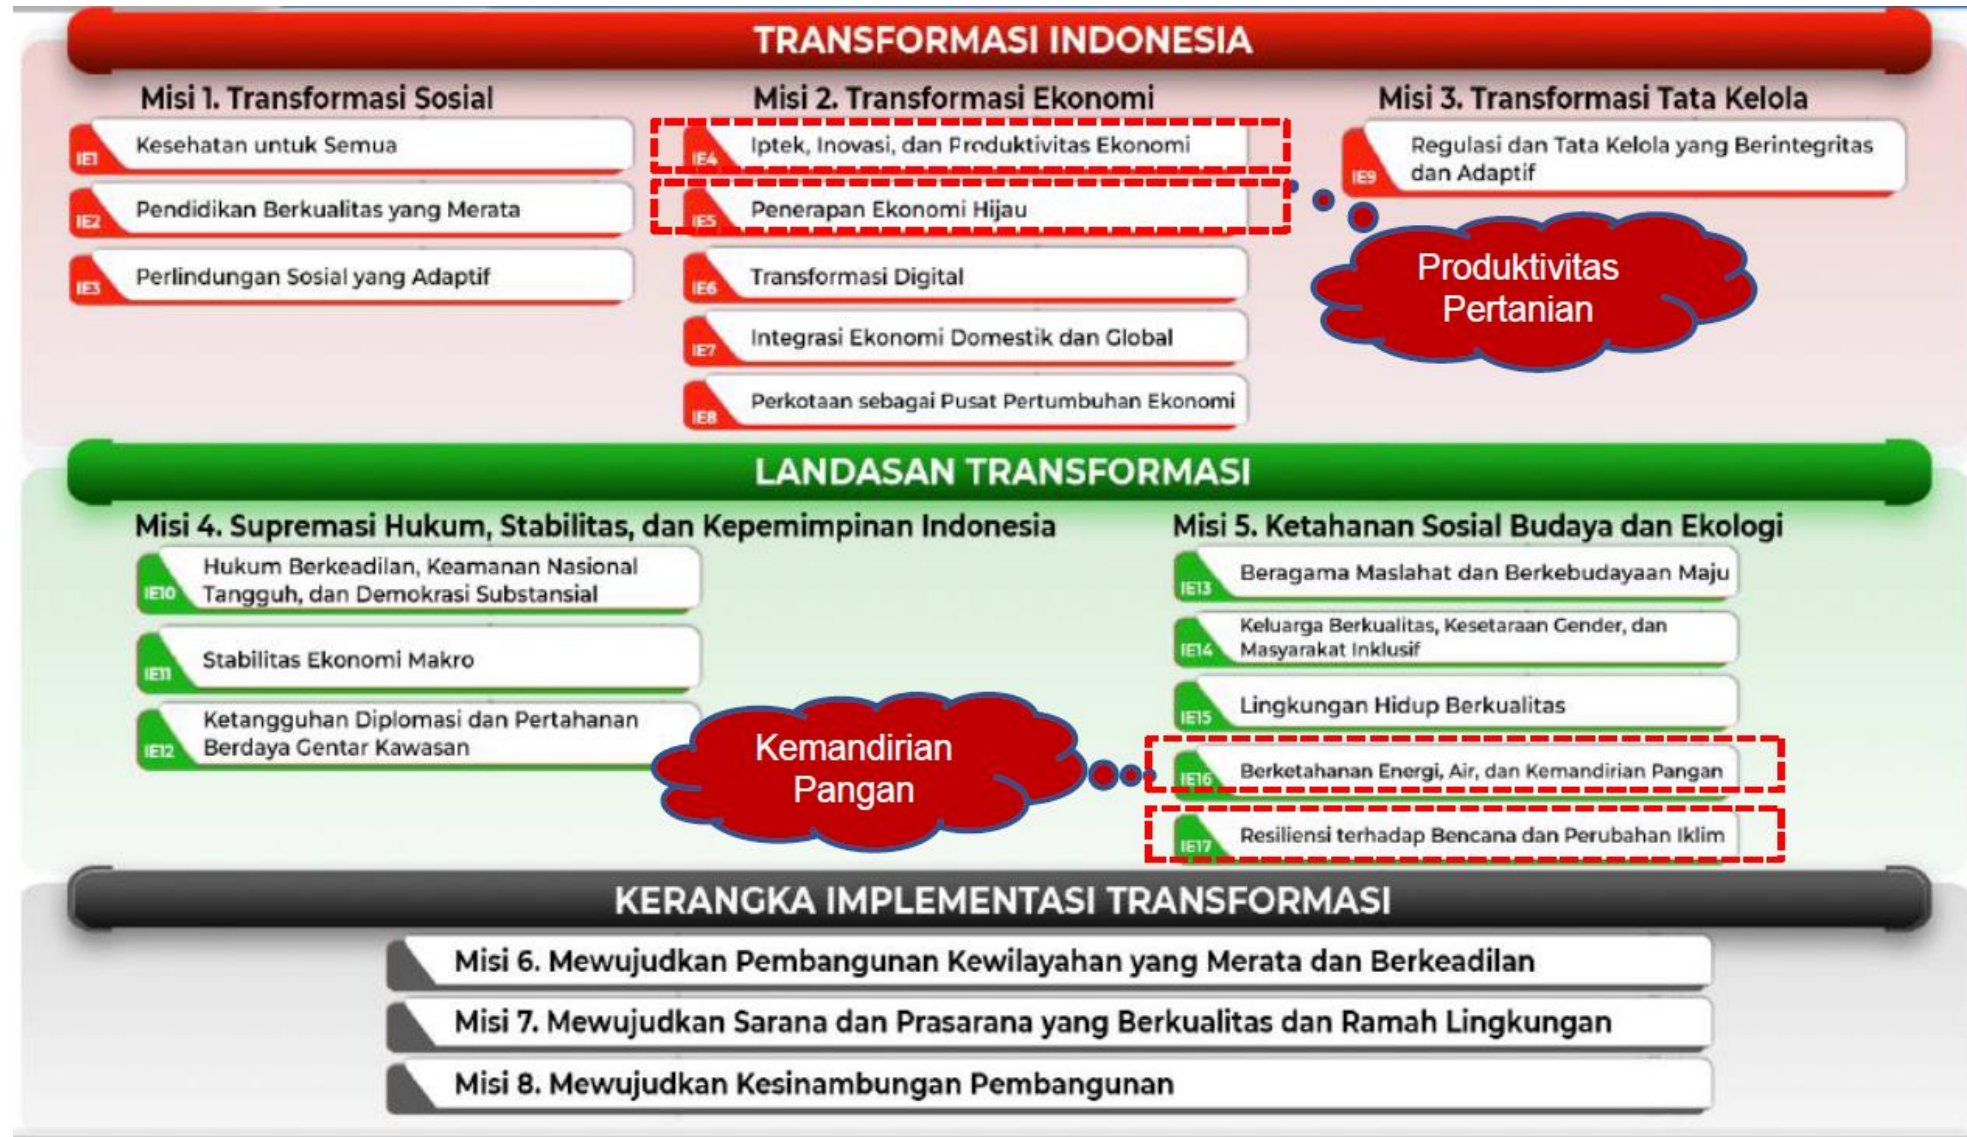 TRANSFORMASI INDONESIA
Misi 1. Transformasi Sosial
IE1
Kesehatan untuk Semua
IE2
Pendidikan Berkualitas yang Merata
IE3
Perlindungan Sosial yang Adaptif
Misi 2. Transformasi Ekonomi
IE4
Iptek, Inovasi, dan Produktivitas Ekonomi
IE5
Penerapan Ekonomi Hijau
IE6
Transformasi Digital
IE7
Integrasi Ekonomi Domestik dan Global
IE8
Perkotaan sebagai Pusat Pertumbuhan Ekonomi
Misi 3. Transformasi Tata Kelola
IE9
Regulasi dan Tata Kelola yang Berintegritas
dan Adaptif
Produktivitas
Pertanian
LANDASAN TRANSFORMASI
Misi 4. Supremasi Hukum, Stabilitas, dan Kepemimpinan Indonesia
IE10
Hukum Berkeadilan, Keamanan Nasional
Tangguh, dan Demokrasi Substansial
IE11
Stabilitas Ekonomi Makro
IE12
Ketangguhan Diplomasi dan Pertahanan
Berdaya Gentar Kawasan
Kemandirian
Pangan
Misi 5. Ketahanan Sosial Budaya dan Ekologi
IE13
Beragama Maslahat dan Berkebudayaan Maju
IE14
Keluarga Berkualitas, Kesetaraan Gender, dan
Masyarakat Inklusif
IE15
Lingkungan Hidup Berkualitas
IE16
Berketahanan Energi, Air, dan Kemandirian Pangan
IE17
Resiliensi terhadap Bencana dan Perubahan Iklim
KERANGKA IMPLEMENTASI TRANSFORMASI
Misi 6. Mewujudkan Pembangunan Kewilayahan yang Merata dan Berkeadilan
Misi 7. Mewujudkan Sarana dan Prasarana yang Berkualitas dan Ramah Lingkungan
Misi 8. Mewujudkan Kesinambungan Pembangunan